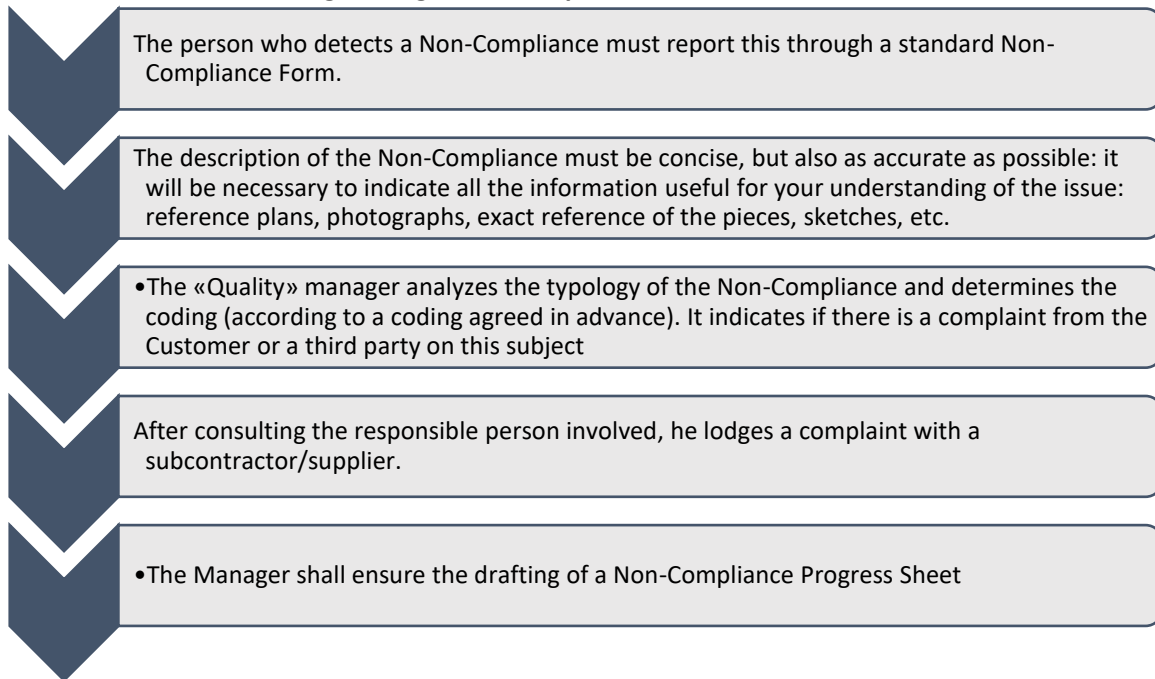 The person who detects a Non-Compliance must report this through a standard Non-
Compliance Form.
The description of the Non-Compliance must be concise, but also as accurate as possible: it
will be necessary to indicate all the information useful for your understanding of the issue:
reference plans, photographs, exact reference of the pieces, sketches, etc.
•The «Quality» manager analyzes the typology of the Non-Compliance and determines the
coding (according to a coding agreed in advance). It indicates if there is a complaint from the
Customer or a third party on this subject
After consulting the responsible person involved, he lodges a complaint with a
subcontractor/supplier.
•The Manager shall ensure the drafting of a Non-Compliance Progress Sheet